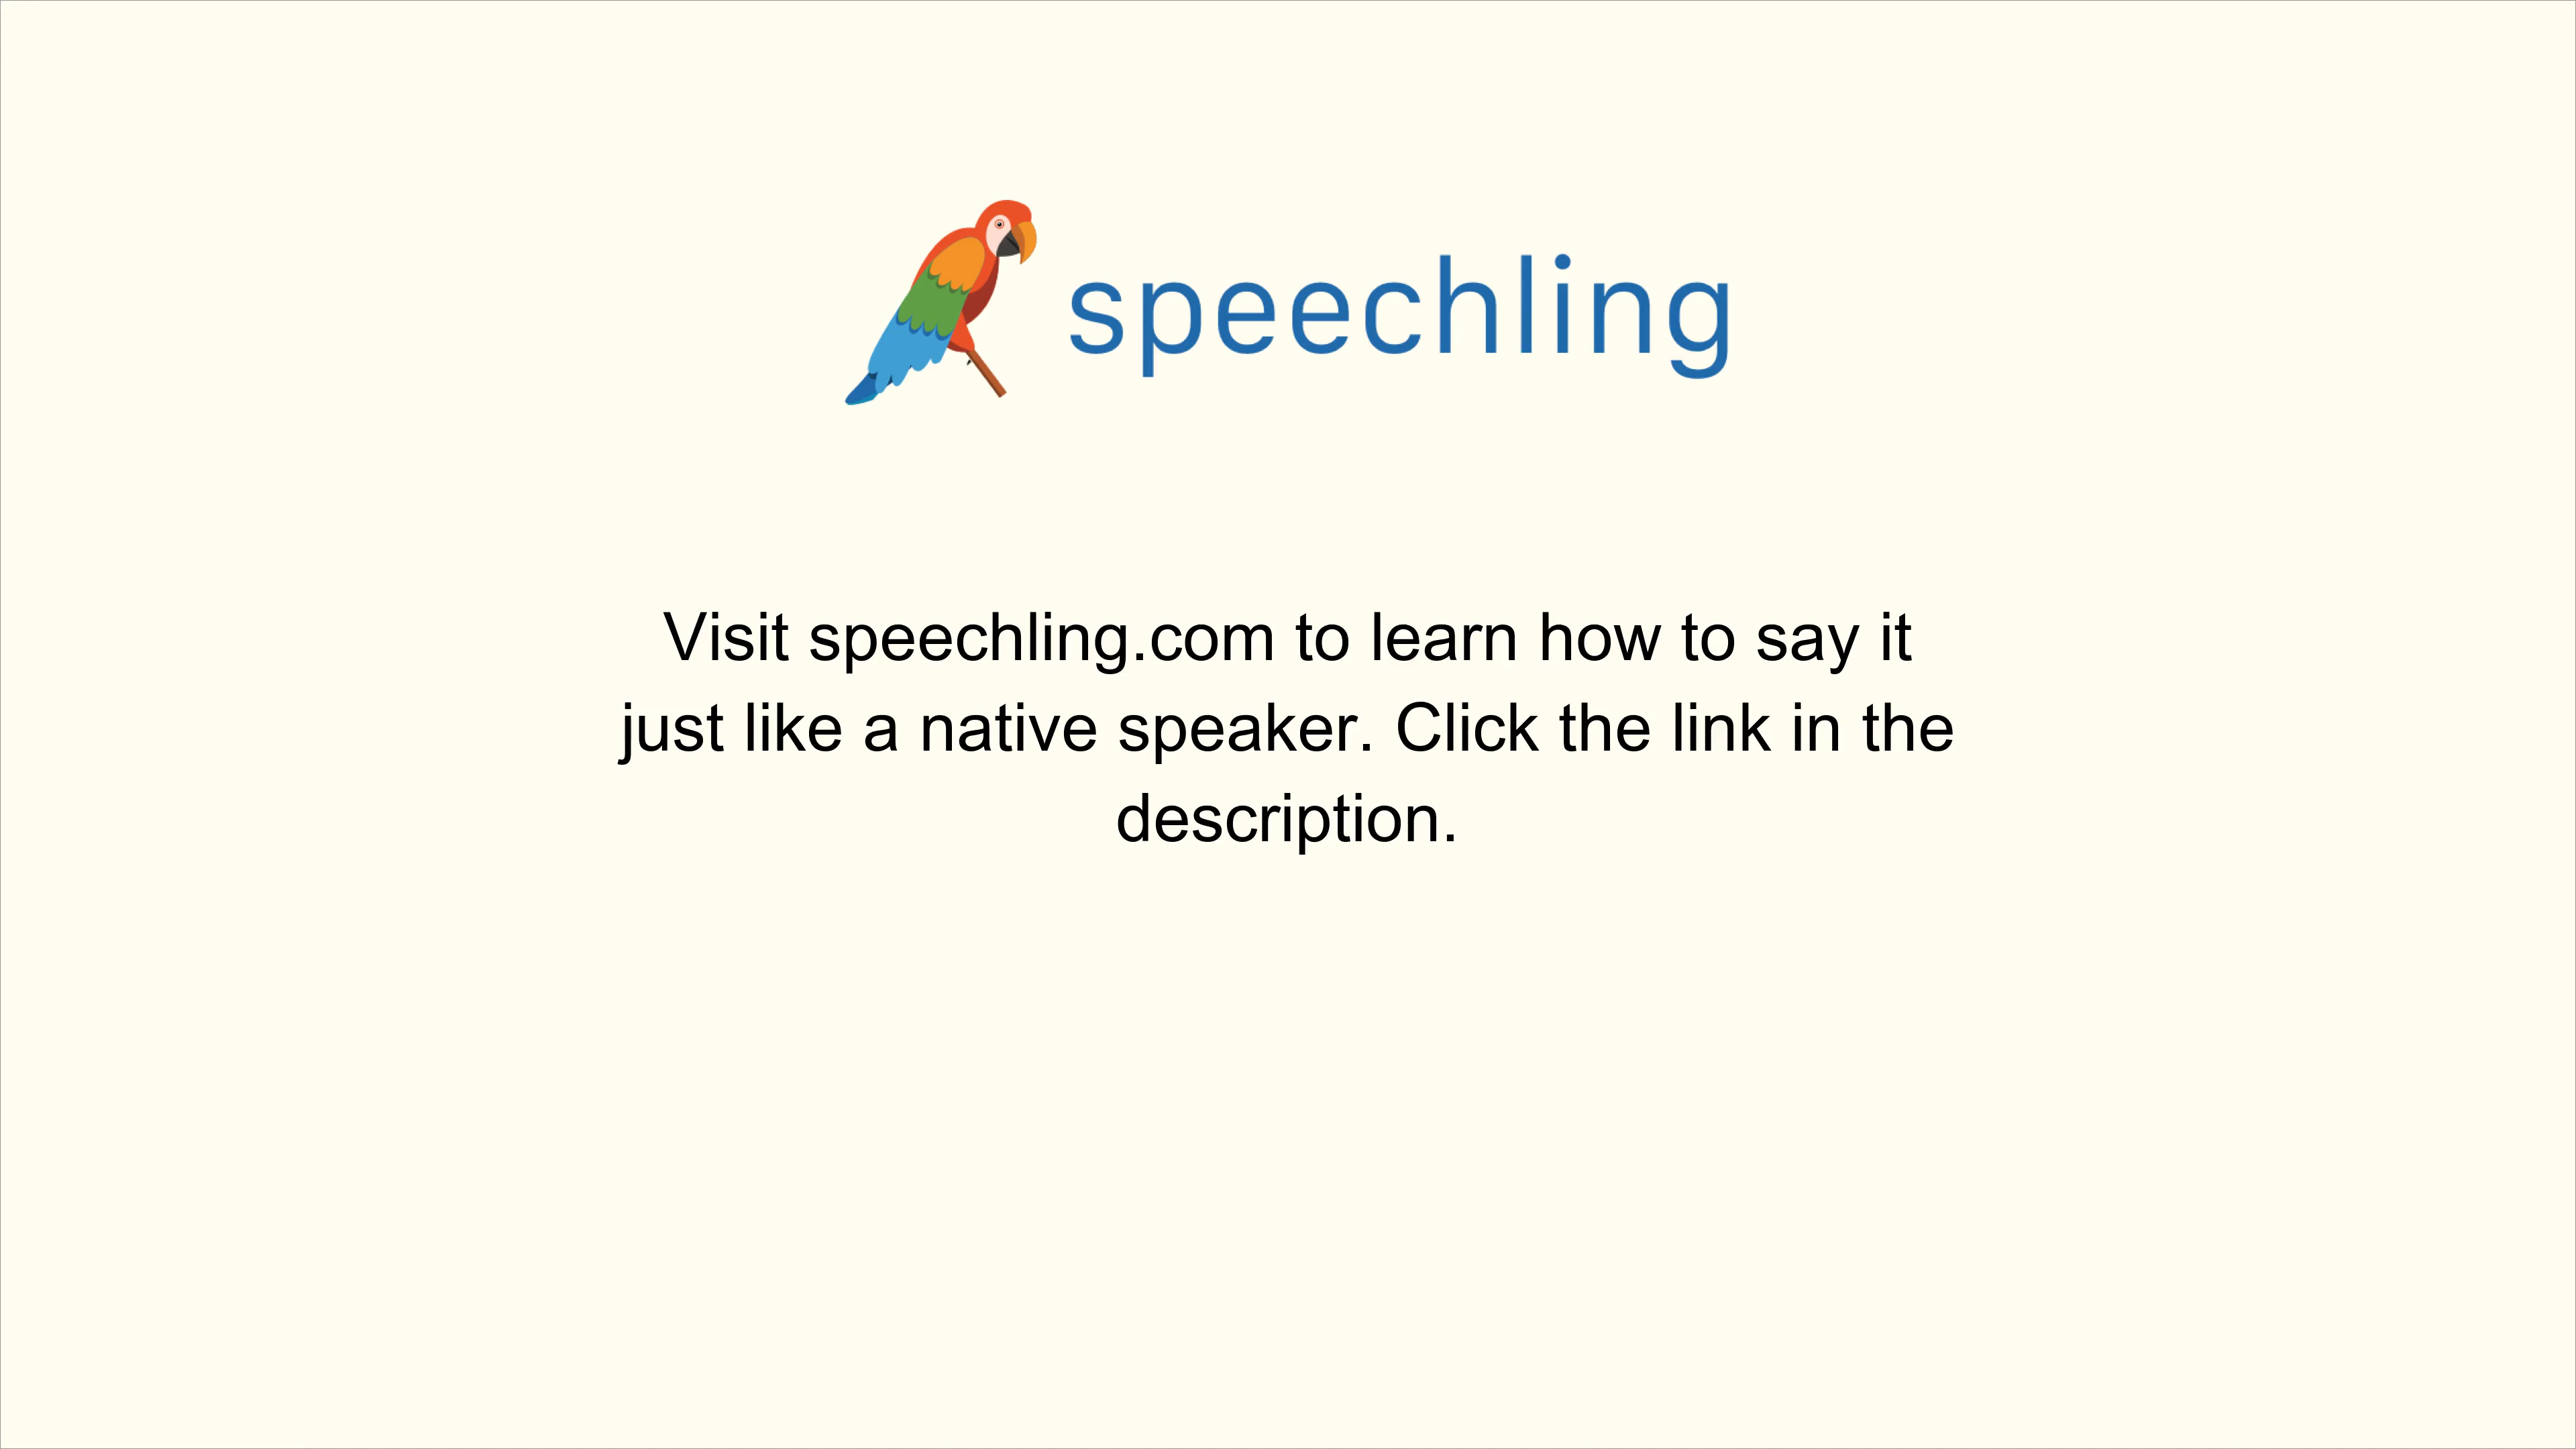 speechling
Visit speechling.com to learn how to say it
just like a native speaker. Click the link in the
description.